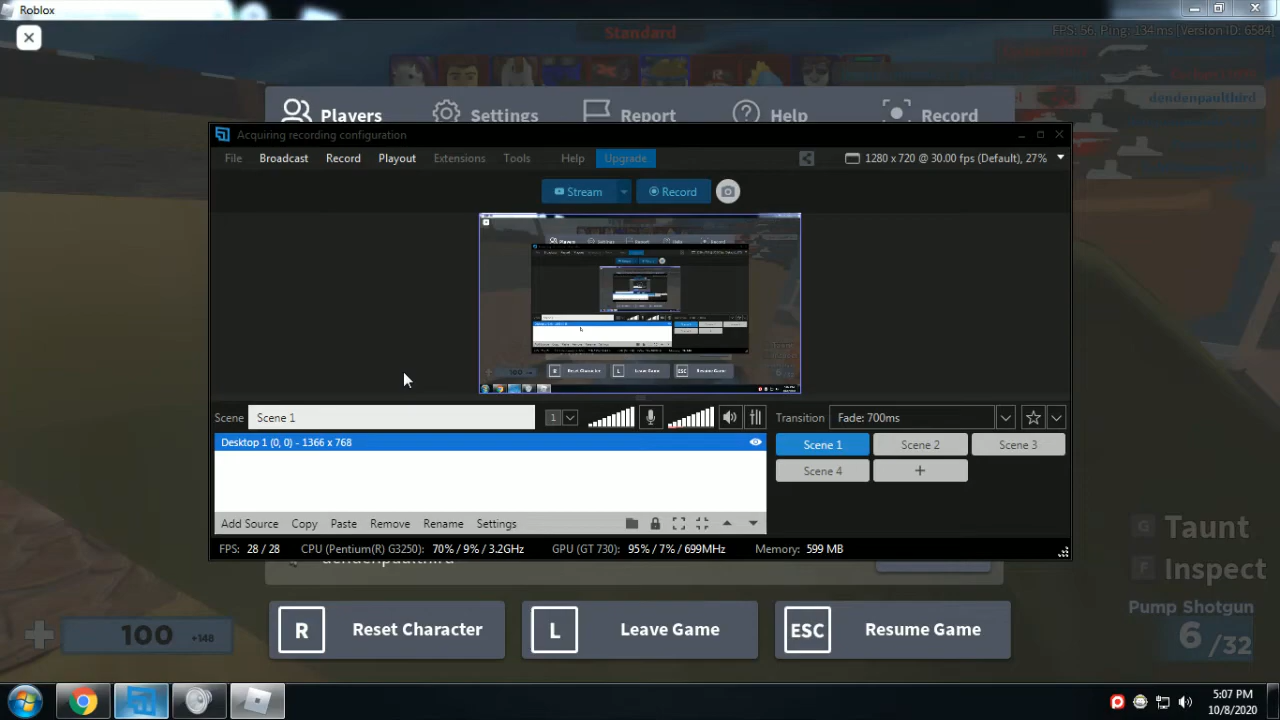 Roblox
Standard
FPS: 56, Ping: 134 ms [Version ID: 6584]
dendenpaulthird
Players
Settings
Report
Help
Record
Acquiring recording configuration
File
Broadcast
Record
Playout
Extensions
Tools
Help
Upgrade
1280 x 720 @ 30.00 fps (Default), 27%
Stream
Record
Scene
Scene 1
1
Transition
Fade: 700ms
Desktop 1 (0, 0) - 1366 x 768
Scene 1
Scene 2
Scene 3
Scene 4
+
Add Source
Copy
Paste
Remove
Rename
Settings
FPS: 28 / 28
CPU (Pentium(R) G3250): 70% / 9% / 3.2GHz
GPU (GT 730): 95% / 7% / 699MHz
Memory: 599 MB
G Taunt
F Inspect
Pump Shotgun
6 /32
100 +148
R Reset Character
L Leave Game
ESC Resume Game
5:07 PM
10/8/2020